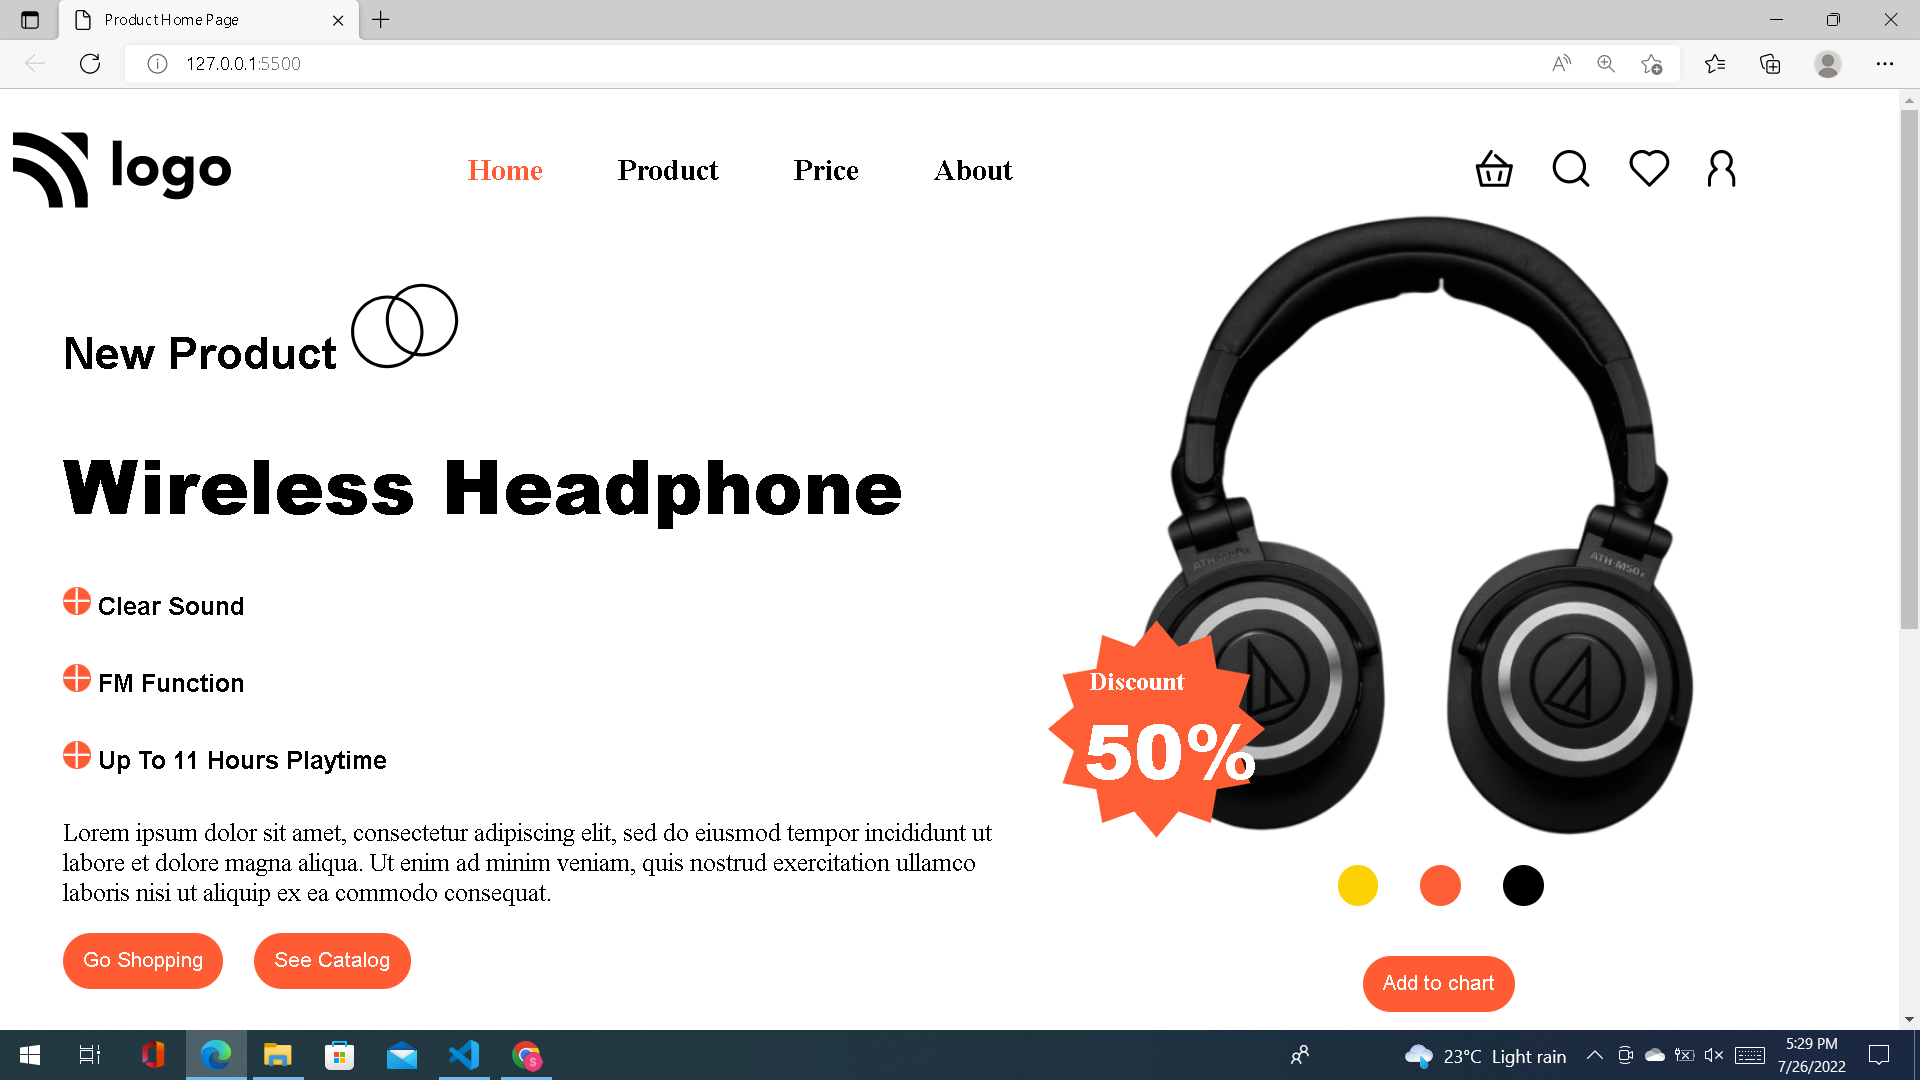 Product Home Page
127.0.0.1:5500
logo
Home Product Price About
New Product
Wireless Headphone
Clear Sound
FM Function
Up To 11 Hours Playtime
Lorem ipsum dolor sit amet, consectetur adipiscing elit, sed do eiusmod tempor incididunt ut
labore et dolore magna aliqua. Ut enim ad minim veniam, quis nostrud exercitation ullamco
laboris nisi ut aliquip ex ea commodo consequat.
Go Shopping See Catalog
ATH-M50x
ATH-M50x
Discount
50%
Add to chart
S
23°C Light rain
5:29 PM
7/26/2022